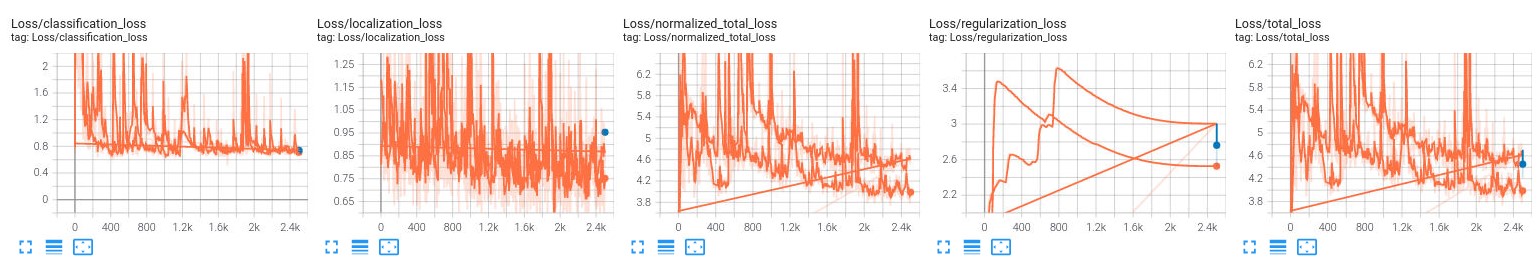 Loss/classification_loss
tag: Loss/classification_loss
2
1.6
1.2
0.8
0.4
0
0 400 800 1.2k 1.6k 2k 2.4k
Loss/localization_loss
tag: Loss/localization_loss
1.25
1.15
1.05
0.95
0.85
0.75
0.65
0 400 800 1.2k 1.6k 2k 2.4k
Loss/normalized_total_loss
tag: Loss/normalized_total_loss
6.2
5.8
5.4
5
4.6
4.2
3.8
0 400 800 1.2k 1.6k 2k 2.4k
Loss/regularization_loss
tag: Loss/regularization_loss
3.4
3
2.6
2.2
0 400 800 1.2k 1.6k 2k 2.4k
Loss/total_loss
tag: Loss/total_loss
6.2
5.8
5.4
5
4.6
4.2
3.8
0 400 800 1.2k 1.6k 2k 2.4k